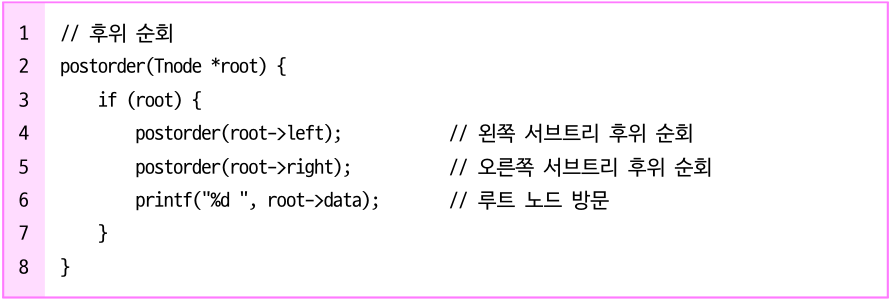 1 // 후위 순회
2 postorder(Tnode *root) {
3 if (root) {
4 postorder(root->left); // 왼쪽 서브트리 후위 순회
5 postorder(root->right); // 오른쪽 서브트리 후위 순회
6 printf("%d ", root->data); // 루트 노드 방문
7 }
8 }